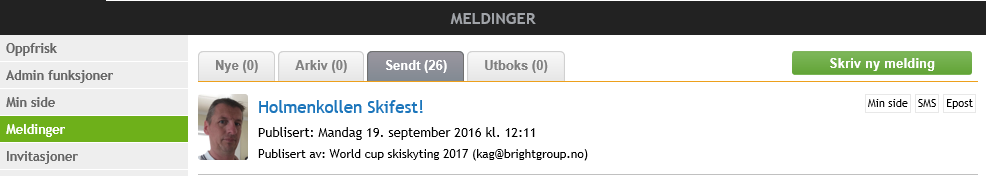 MELDINGER
Oppfrisk
Admin funksjoner
Min side
Meldinger
Invitasjoner
Nye (0)
Arkiv (0)
Sendt (26)
Utboks (0)
Skriv ny melding
Holmenkollen Skifest!
Min side
SMS
Epost
Publisert: Mandag 19. september 2016 kl. 12:11
Publisert av: World cup skiskyting 2017 (kag@brightgroup.no)